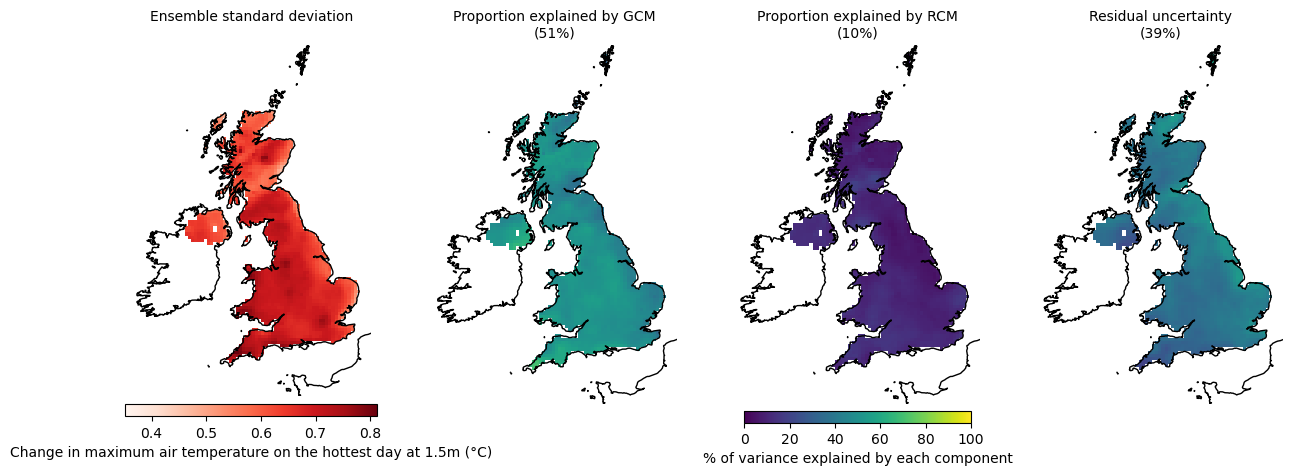 Ensemble standard deviation
Proportion explained by GCM
(51%)
Proportion explained by RCM
(10%)
Residual uncertainty
(39%)
0.4 0.5 0.6 0.7 0.8
Change in maximum air temperature on the hottest day at 1.5m (°C)
0 20 40 60 80 100
% of variance explained by each component